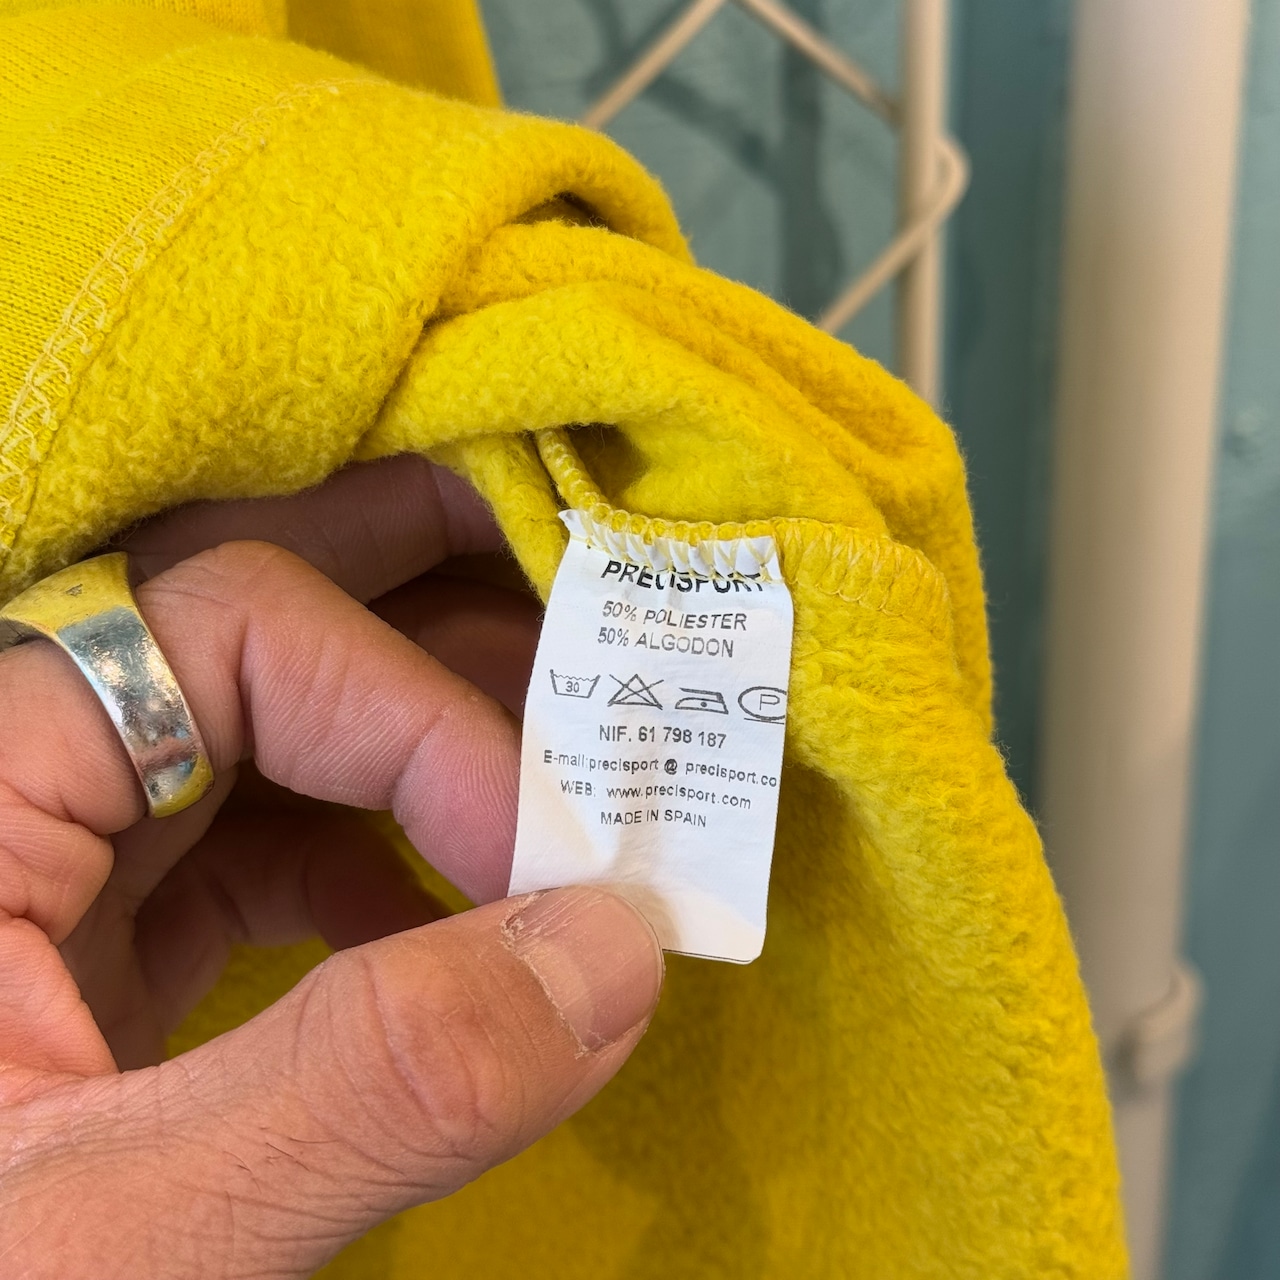 PRECISPORT
50% POLIESTER
50% ALGODON
30 P
NIF. 61 798 187
E-mail:precisport @ precisport.co
WEB: www.precisport.com
MADE IN SPAIN